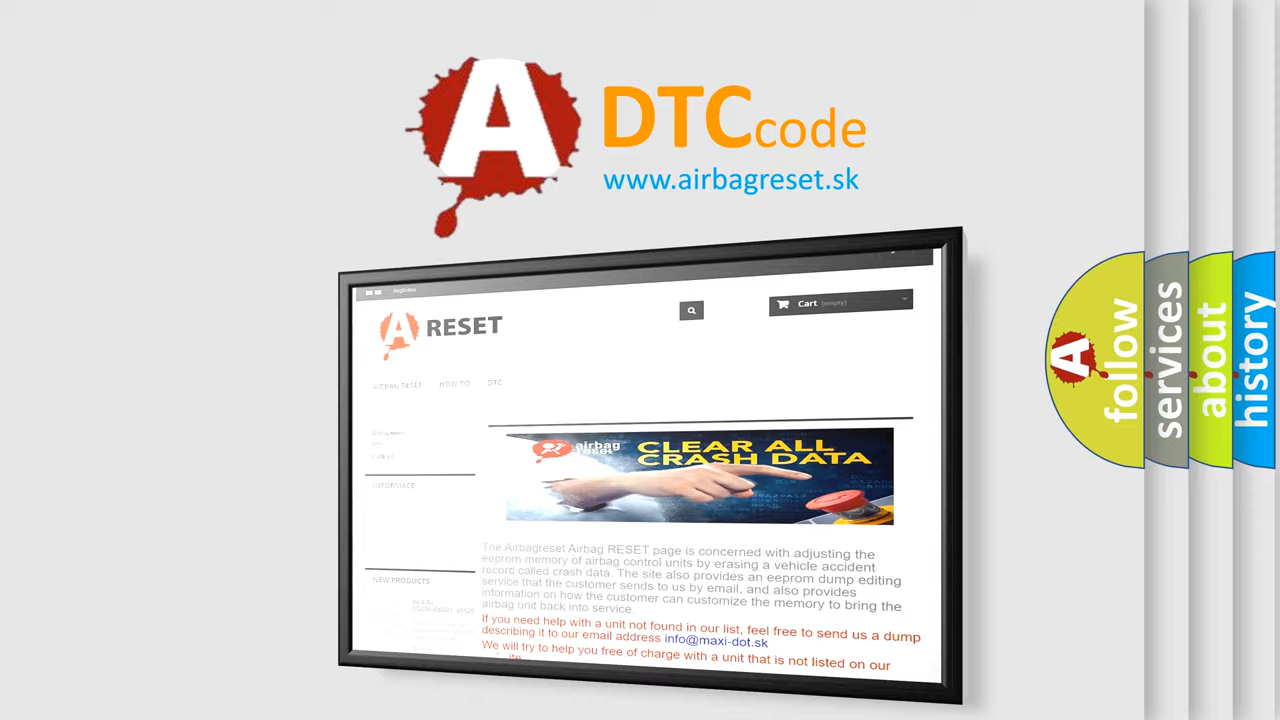 A
DTC code
www.airbagreset.sk
A RESET
Cart (empty)
AIRBAG RESET HOW TO DTC
INFORMACE
NEW PRODUCTS
airbag
reset
CLEAR ALL
CRASH DATA
The Airbagreset Airbag RESET page is concerned with adjusting the
eeprom memory of airbag control units by erasing a vehicle accident
record called crash data. The site also provides an eeprom dump editing
service that the customer sends to us by email, and also provides
information on how the customer can customize the memory to bring the
airbag unit back into service.
If you need help with a unit not found in our list, feel free to send us a dump
describing it to our email address info@maxi-dot.sk
We will try to help you free of charge with a unit that is not listed on our
A
follow
services
about
history